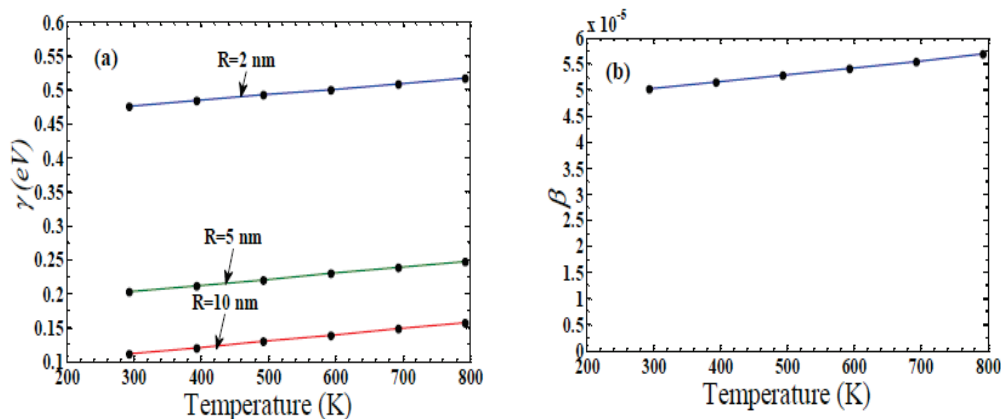 0.6
(a)
R=2 nm
0.55
0.5
0.45
0.4
0.35
0.3
0.25
R=5 nm
0.2
R=10 nm
0.15
0.1
γ (eV)
200 300 400 500 600 700 800
Temperature (K)
x 10^-5
6
(b)
5.5
5
4.5
4
3.5
3
2.5
2
1.5
1
0.5
0
β
200 300 400 500 600 700 800
Temperature (K)